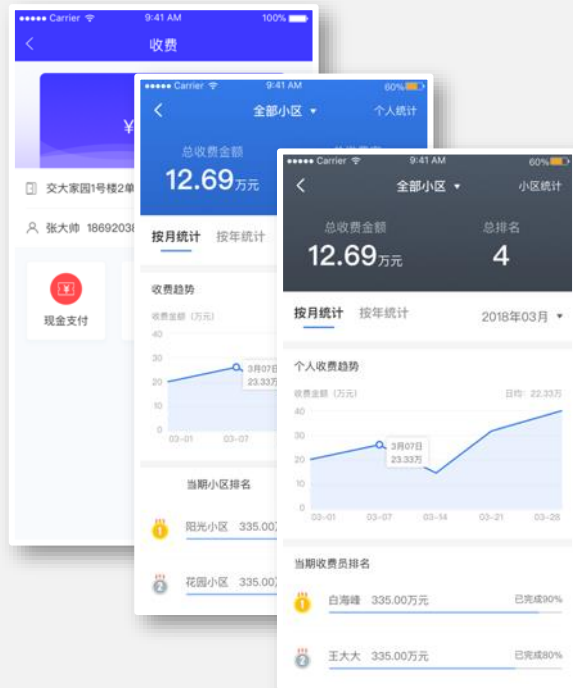 Carrier 9:41 AM 100%
收费
¥
交大家园1号楼2单
张大帅 18692038
现金支付
Carrier 9:41 AM 60%
全部小区 个人统计
总收费金额
12.69万元
按月统计 按年统计
收费趋势
收费金额（万元）
40
30
3月07日
23.33万
20
10
0
03-01 03-07
当期小区排名
1 阳光小区 335.00万
2 花园小区 335.00万
Carrier 9:41 AM 60%
全部小区 小区统计
总收费金额 总排名
12.69万元 4
按月统计 按年统计 2018年03月
个人收费趋势
收费金额（万元） 日均：22.33万
40
30
3月07日
23.33万
20
10
0
03-01 03-07 03-14 03-21 03-28
当期收费员排名
1 白海峰 335.00万元 已完成90%
2 王大大 335.00万元 已完成80%